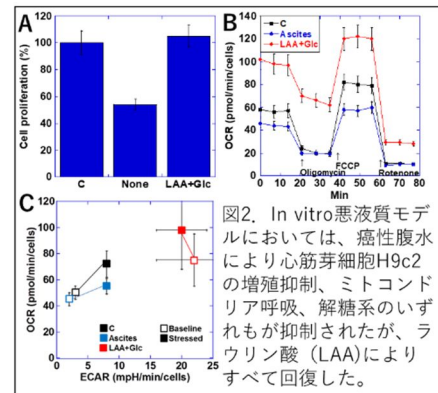 A
Cell proliferation (%)
120
100
80
60
40
20
0
C
None
LAA+Glc
B
OCR (pmol/min/cells)
140
120
100
80
60
40
20
0
C
Ascites
LAA+Glc
Oligomycin
FCCP
Rotenone
0 10 20 30 40 50 60 70 80
Min
C
OCR (pmol/min/cells)
120
100
80
60
40
20
0
C
Ascites
LAA+Glc
Baseline
Stressed
0 5 10 15 20 25
ECAR (mpH/min/cells)
図2. In vitro悪液質モデ
ルにおいては、癌性腹水
により心筋芽細胞H9c2
の増殖抑制、ミトコンド
リア呼吸、解糖系のいず
れもが抑制されたが、ラ
ウリン酸（LAA)により
すべて回復した。